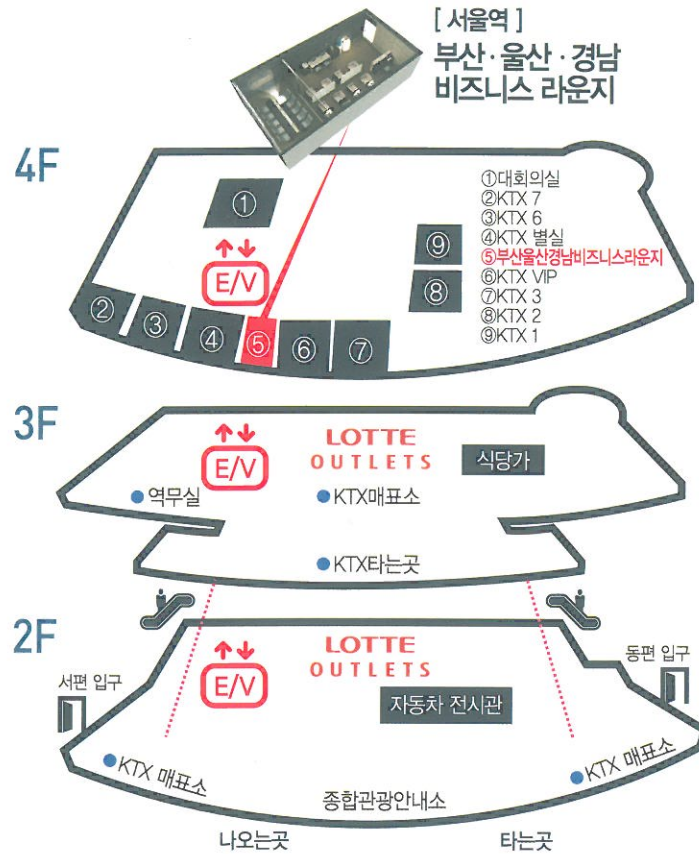 [ 서울역 ]
부산 · 울산 · 경남
비즈니스 라운지
4F
①
E/V
②
③
④
⑤
⑥
⑦
⑨
⑧
①대회의실
②KTX 7
③KTX 6
④KTX 별실
⑤부산울산경남비즈니스라운지
⑥KTX VIP
⑦KTX 3
⑧KTX 2
⑨KTX 1
3F
E/V
LOTTE
OUTLETS
식당가
역무실
KTX매표소
KTX타는곳
2F
E/V
LOTTE
OUTLETS
서편 입구
동편 입구
자동차 전시관
KTX 매표소
KTX 매표소
종합관광안내소
나오는곳
타는곳